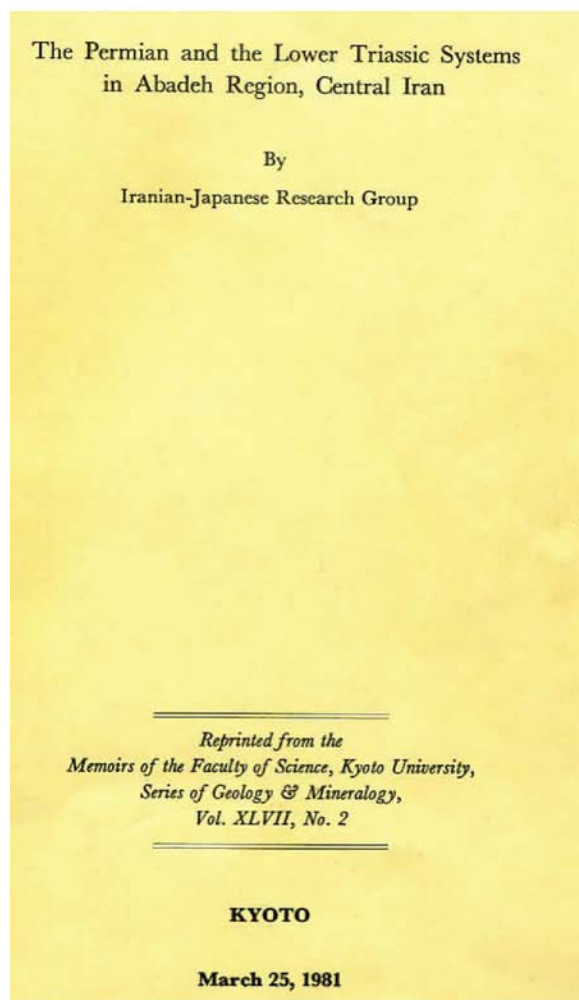 The Permian and the Lower Triassic Systems
in Abadeh Region, Central Iran
By
Iranian-Japanese Research Group
Reprinted from the
Memoirs of the Faculty of Science, Kyoto University,
Series of Geology & Mineralogy,
Vol. XLVII, No. 2
KYOTO
March 25, 1981